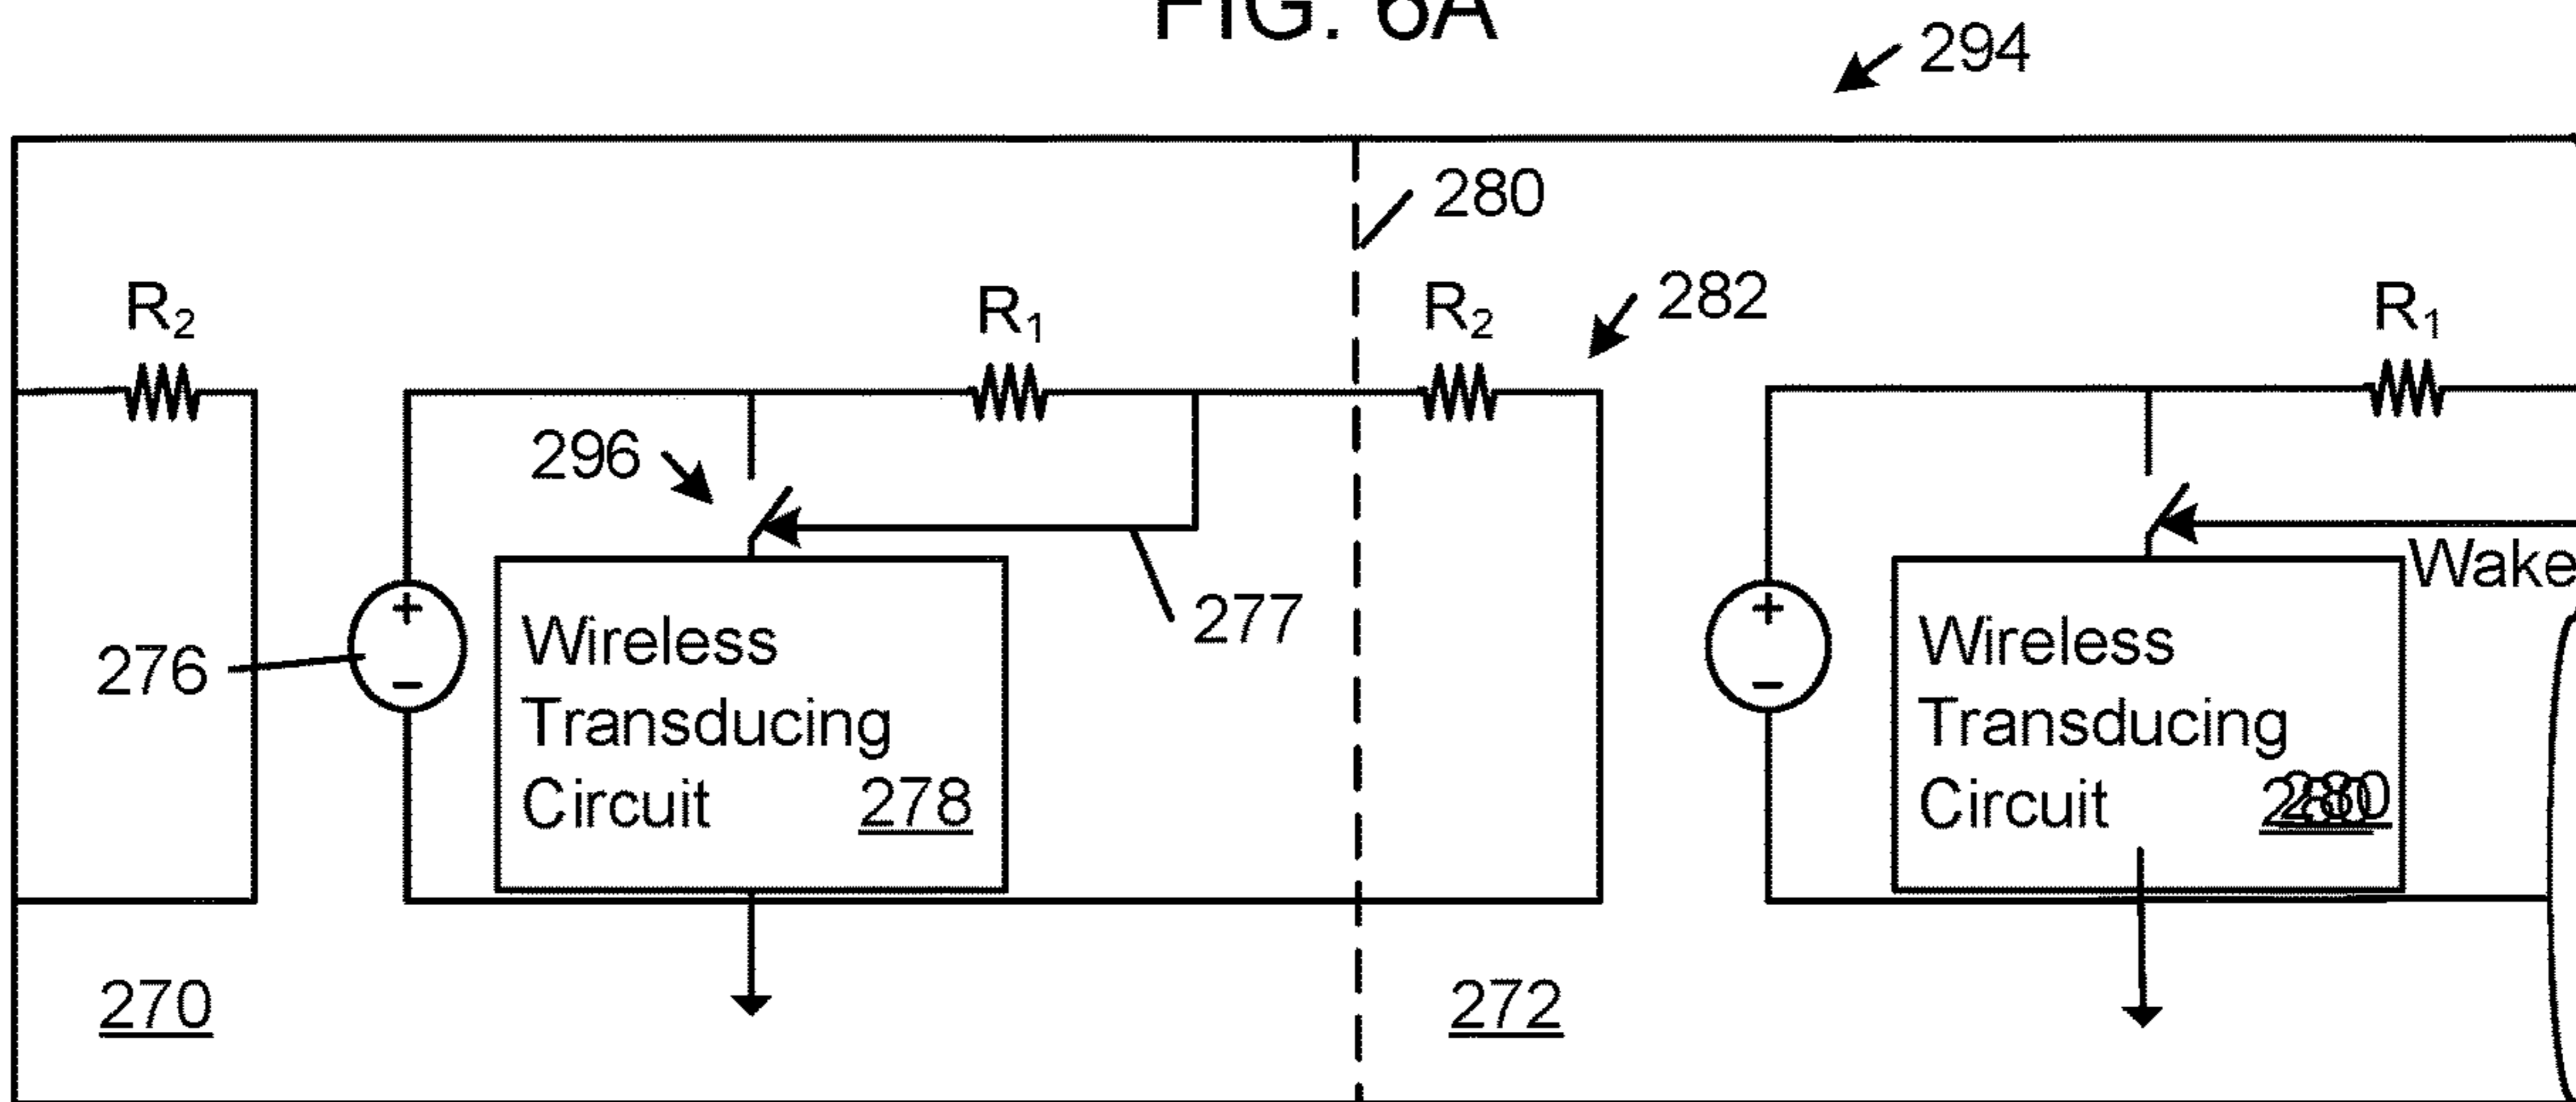 FIG. 6A
294
280
282
R₂
R₁
R₂
R₁
296
277
276
Wireless
Transducing
Circuit 278
Wake
Wireless
Transducing
Circuit
270
272